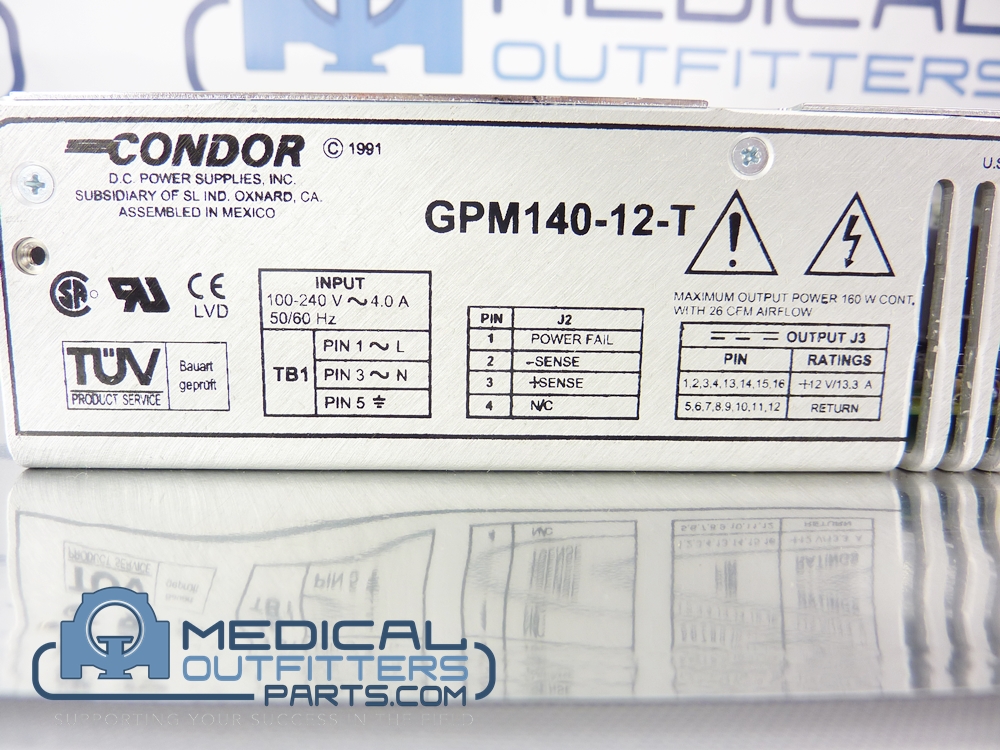 MEDICAL
OUTFITTERS
CONDOR © 1991
D.C. POWER SUPPLIES, INC.
SUBSIDIARY OF SL IND. OXNARD, CA.
ASSEMBLED IN MEXICO
GPM140-12-T
U.S
CE
LVD
TÜV
PRODUCT SERVICE
Bauart
geprüft
INPUT
100-240 V ~ 4.0 A
50/60 Hz
TB1
PIN 1 ~ L
PIN 3 ~ N
PIN 5 ⏚
PIN J2
1 POWER FAIL
2 -SENSE
3 +SENSE
4 N/C
MAXIMUM OUTPUT POWER 160 W CONT.
WITH 26 CFM AIRFLOW
OUTPUT J3
PIN RATINGS
1,2,3,4,13,14,15,16 +12 V/13.3 A
5,6,7,8,9,10,11,12 RETURN
MEDICAL
OUTFITTERS
PARTS.COM
SUPPORTING YOUR SUCCESS IN THE FIELD